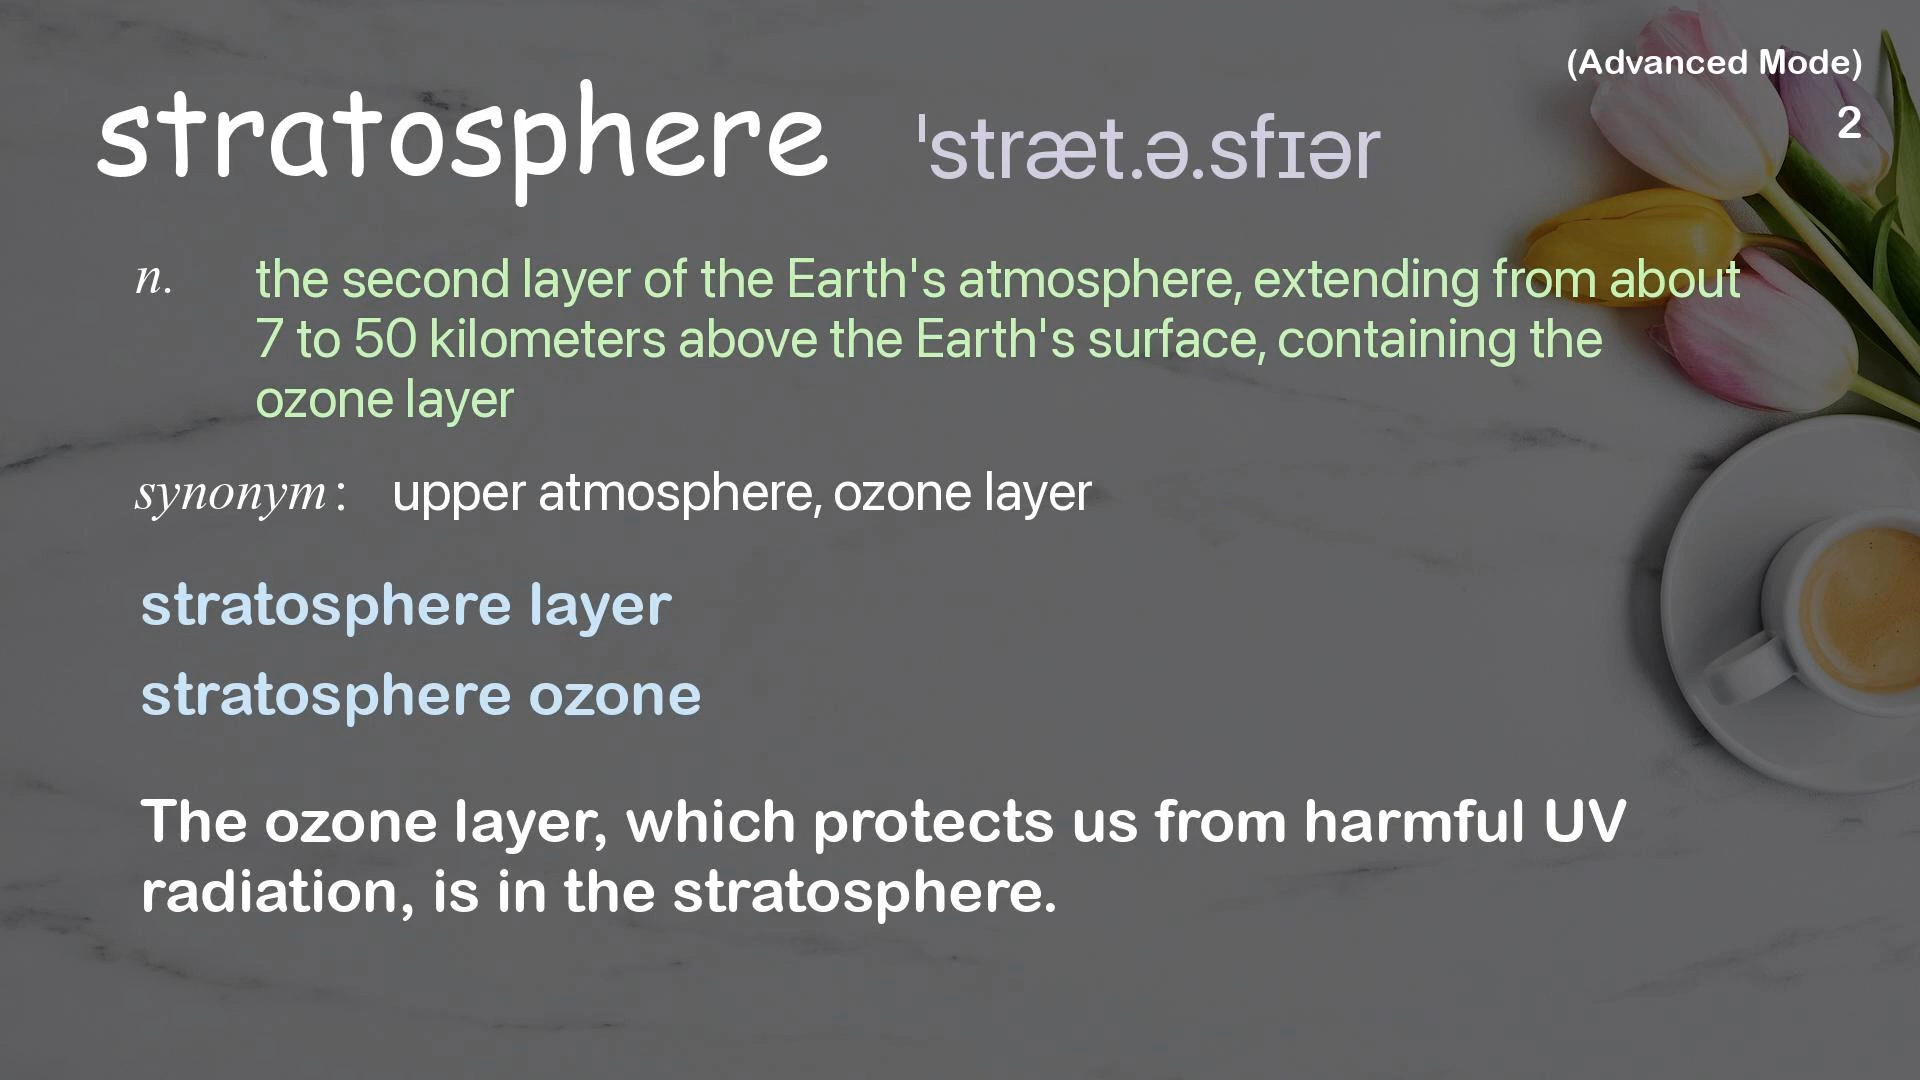 (Advanced Mode)
2
stratosphere ˈstræt.ə.sfɪər
n. the second layer of the Earth's atmosphere, extending from about
7 to 50 kilometers above the Earth's surface, containing the
ozone layer
synonym: upper atmosphere, ozone layer
stratosphere layer
stratosphere ozone
The ozone layer, which protects us from harmful UV
radiation, is in the stratosphere.